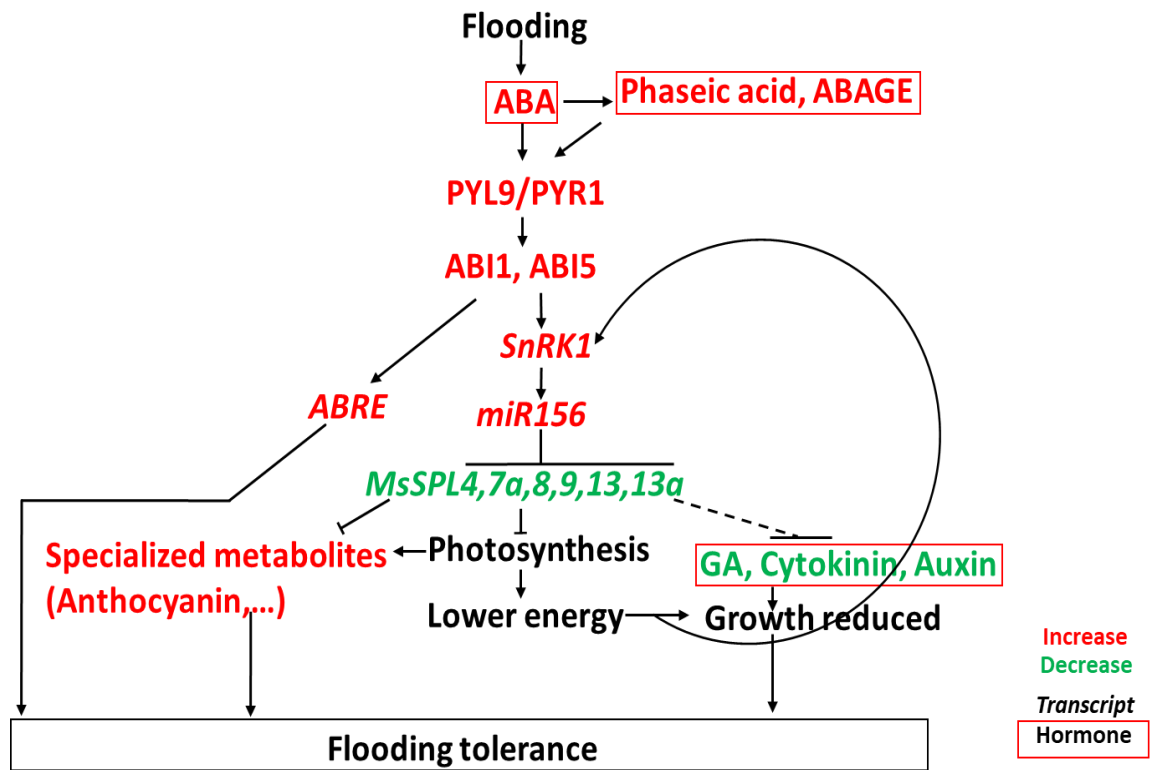 Flooding
ABA
Phaseic acid, ABAGE
PYL9/PYR1
ABI1, ABI5
SnRK1
ABRE
miR156
MsSPL4,7a,8,9,13,13a
Specialized metabolites
(Anthocyanin,...)
Photosynthesis
GA, Cytokinin, Auxin
Lower energy
Growth reduced
Increase
Decrease
Transcript
Hormone
Flooding tolerance